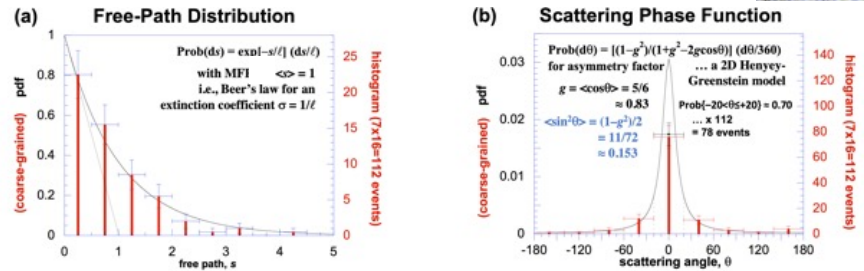 (a) Free-Path Distribution
Prob(ds) = exp[–s/ℓ] (ds/ℓ)
with MFI <s> = 1
i.e., Beer's law for an
extinction coefficient σ = 1/ℓ
(coarse-grained) pdf
1
0.8
0.6
0.4
0.2
0
histogram (7x16=112 events)
25
20
15
10
5
0
0 1 2 3 4 5
free path, s
(b) Scattering Phase Function
Prob(dθ) = [(1–g²)/(1+g²–2gcosθ)] (dθ/360)
for asymmetry factor
g = <cosθ> = 5/6
≈ 0.83
<sin²θ> = (1–g²)/2
= 11/72
≈ 0.153
... a 2D Henyey-
Greenstein model
Prob{–20<θ≤+20} ≈ 0.70
... x 112
= 78 events
(coarse-grained) pdf
0.03
0.02
0.01
0
histogram (7x16=112 events)
140
120
100
80
60
40
20
0
-180 -120 -60 0 60 120 180
scattering angle, θ